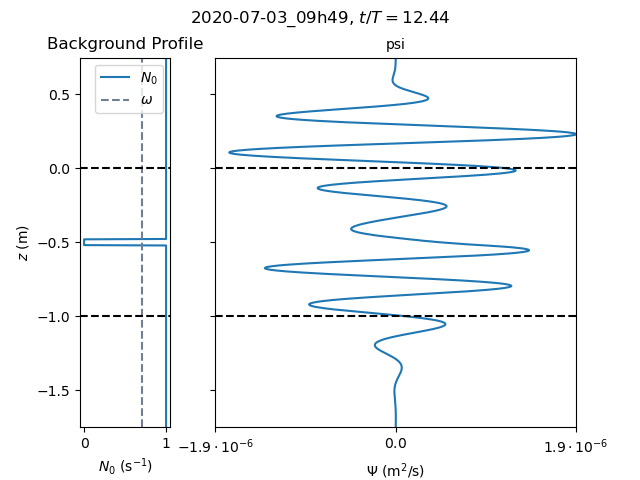 2020-07-03_09h49, t/T = 12.44
Background Profile
psi
N₀
ω
0.5
0.0
−0.5
−1.0
−1.5
z (m)
0 1
N₀ (s⁻¹)
−1.9 · 10⁻⁶ 0.0 1.9 · 10⁻⁶
Ψ (m²/s)